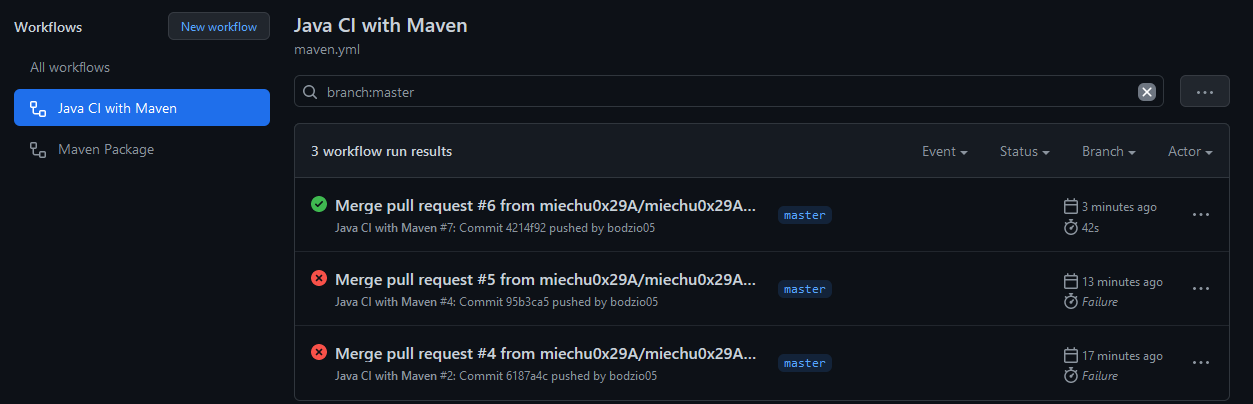 Workflows
New workflow
All workflows
Java CI with Maven
Maven Package
Java CI with Maven
maven.yml
branch:master
3 workflow run results
Event
Status
Branch
Actor
Merge pull request #6 from miechu0x29A/miechu0x29A...
master
3 minutes ago
Java CI with Maven #7: Commit 4214f92 pushed by bodzio05
42s
Merge pull request #5 from miechu0x29A/miechu0x29A...
master
13 minutes ago
Java CI with Maven #4: Commit 95b3ca5 pushed by bodzio05
Failure
Merge pull request #4 from miechu0x29A/miechu0x29A...
master
17 minutes ago
Java CI with Maven #2: Commit 6187a4c pushed by bodzio05
Failure